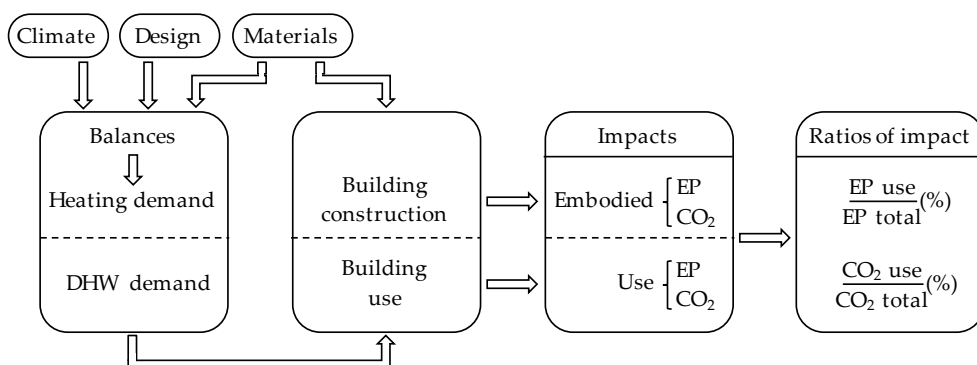 Climate
Design
Materials
Balances
Heating demand
DHW demand
Building
construction
Building
use
Impacts
Embodied { EP
CO₂
Use { EP
CO₂
Ratios of impact
EP use
EP total (%)
CO₂ use
CO₂ total (%)